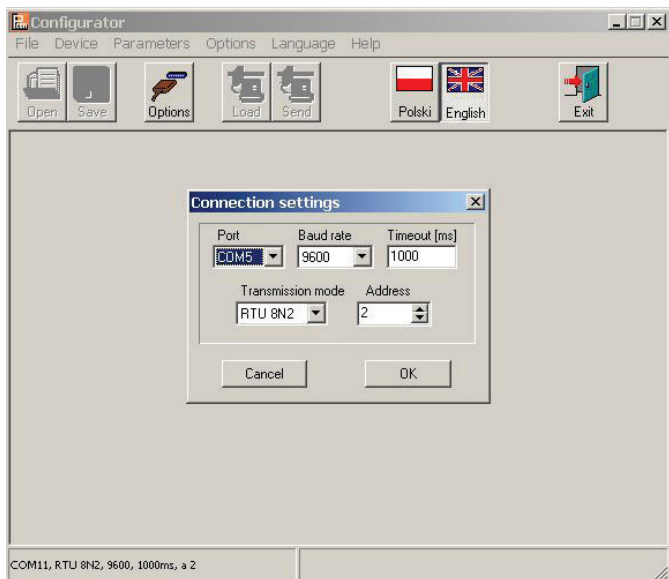 Configurator
File Device Parameters Options Language Help
Open Save Options Load Send Polski English Exit
Connection settings
Port Baud rate Timeout [ms]
COM5 9600 1000
Transmission mode Address
RTU 8N2 2
Cancel OK
COM11, RTU 8N2, 9600, 1000ms, a 2